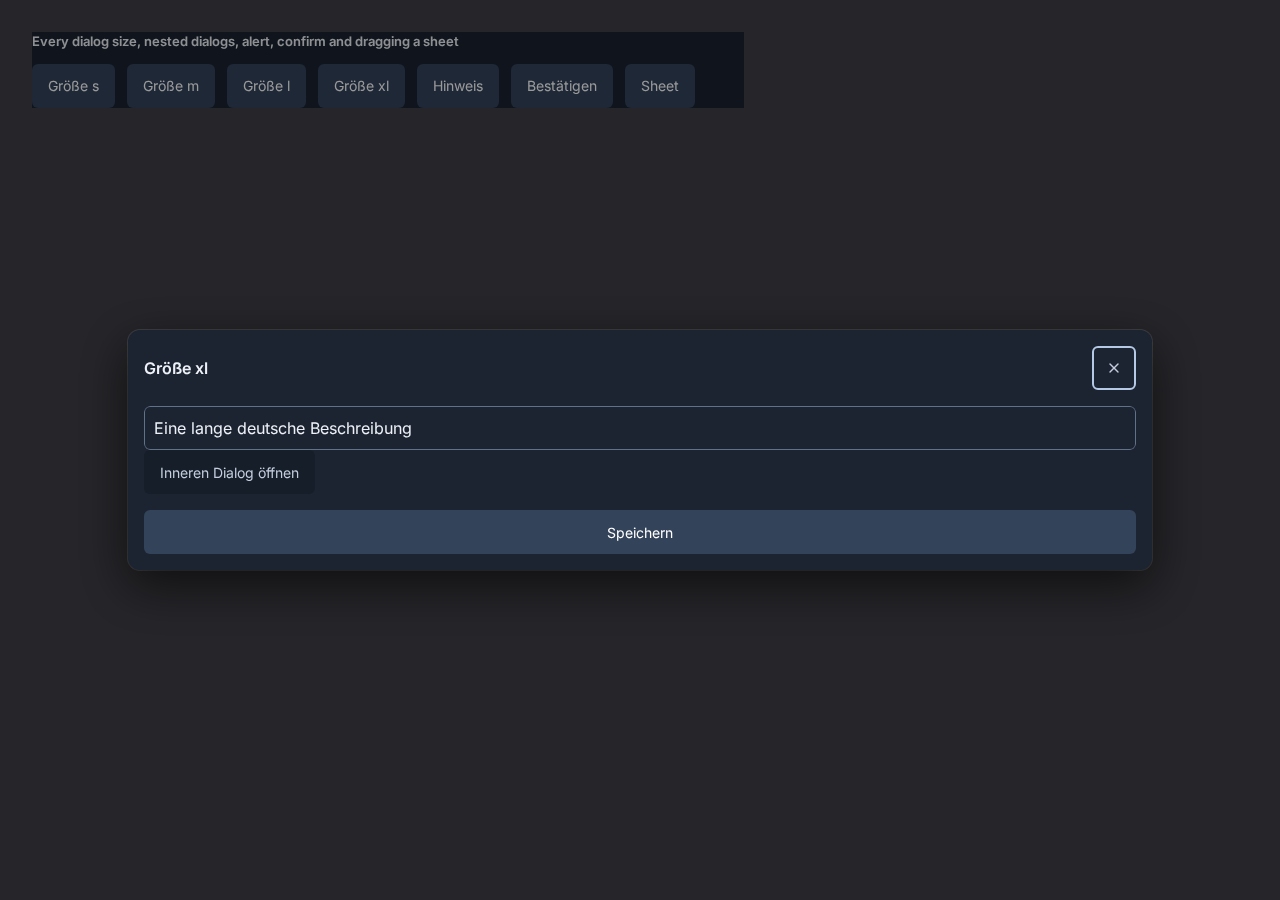 Every dialog size, nested dialogs, alert, confirm and dragging a sheet
Größe s Größe m Größe l Größe xl Hinweis Bestätigen Sheet
Größe xl
Eine lange deutsche Beschreibung
Inneren Dialog öffnen
Speichern